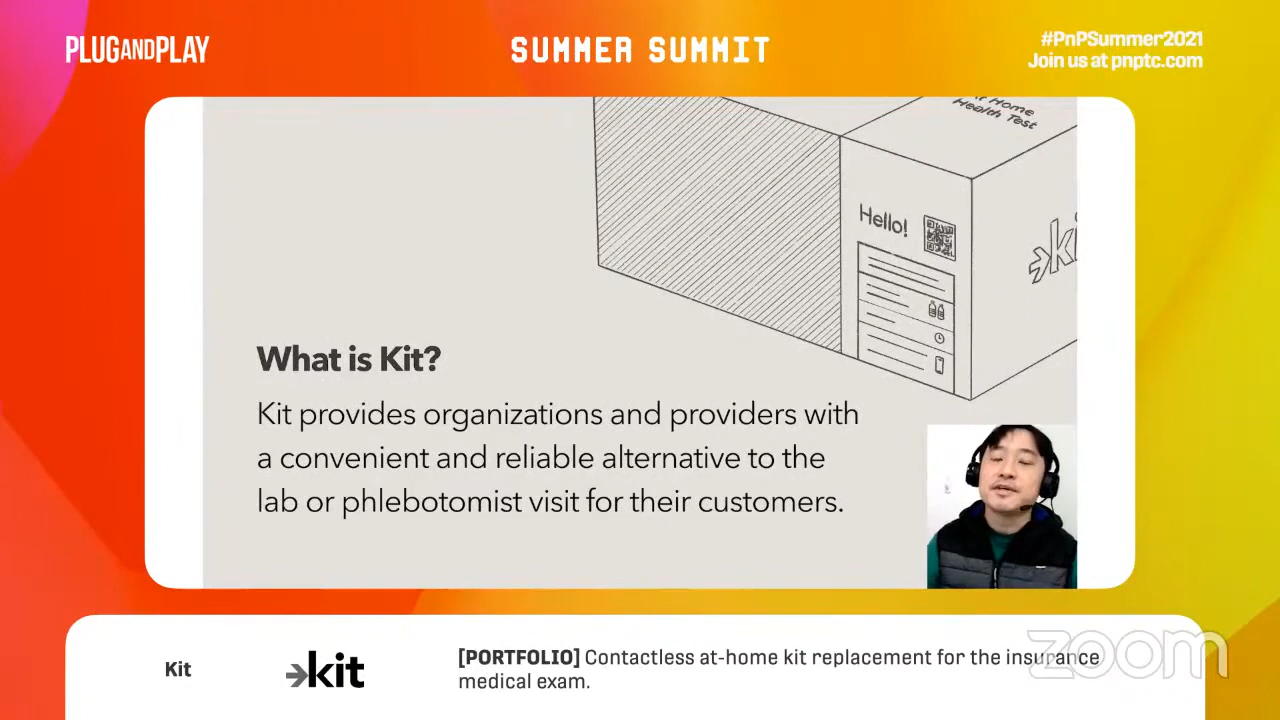 PLUGANDPLAY
SUMMER SUMMIT
#PnPSummer2021
Join us at pnptc.com
Home
Health Test
Hello!
What is Kit?
Kit provides organizations and providers with
a convenient and reliable alternative to the
lab or phlebotomist visit for their customers.
Kit
kit
[PORTFOLIO] Contactless at-home kit replacement for the insurance
medical exam.
zoom